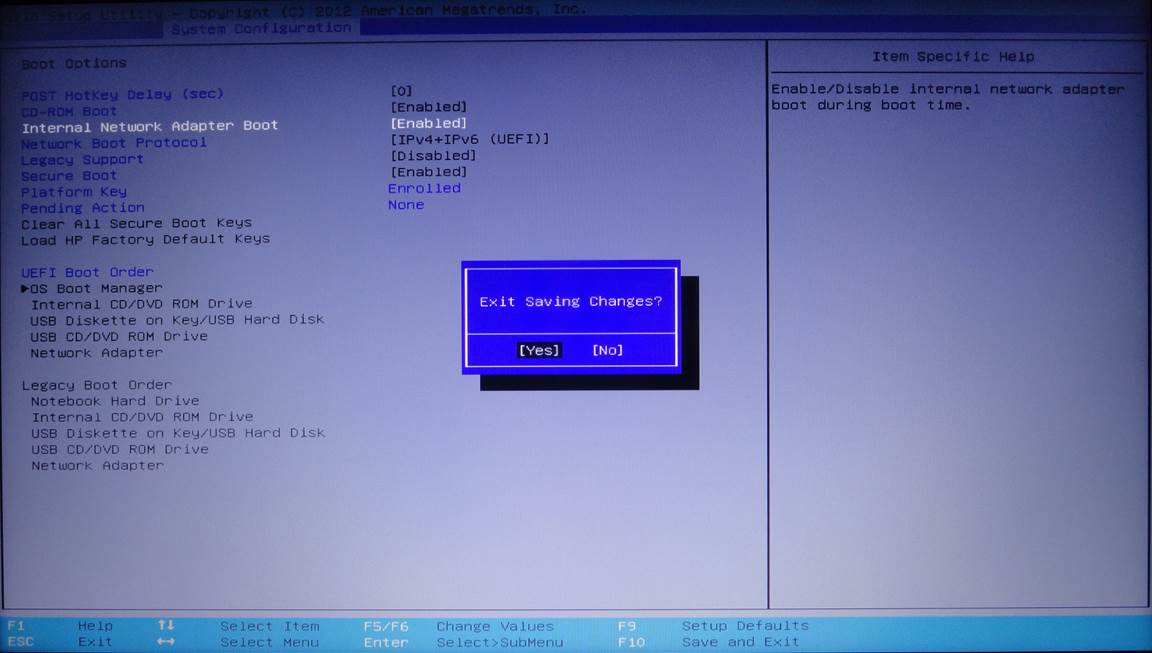 Setup Utility - Copyright (C) 2012 American Megatrends, Inc.
System Configuration
Boot Options
Item Specific Help
POST HotKey Delay (sec) [0]
CD-ROM Boot [Enabled]
Internal Network Adapter Boot [Enabled]
Network Boot Protocol [IPv4+IPv6 (UEFI)]
Legacy Support [Disabled]
Secure Boot [Enabled]
Platform Key Enrolled
Pending Action None
Clear All Secure Boot Keys
Load HP Factory Default Keys
UEFI Boot Order
▶OS Boot Manager
Internal CD/DVD ROM Drive
USB Diskette on Key/USB Hard Disk
USB CD/DVD ROM Drive
Network Adapter
Legacy Boot Order
Notebook Hard Drive
Internal CD/DVD ROM Drive
USB Diskette on Key/USB Hard Disk
USB CD/DVD ROM Drive
Network Adapter
Exit Saving Changes?
[Yes] [No]
Enable/Disable internal network adapter
boot during boot time.
F1 Help ↑↓ Select Item F5/F6 Change Values F9 Setup Defaults
ESC Exit ↔ Select Menu Enter Select>SubMenu F10 Save and Exit